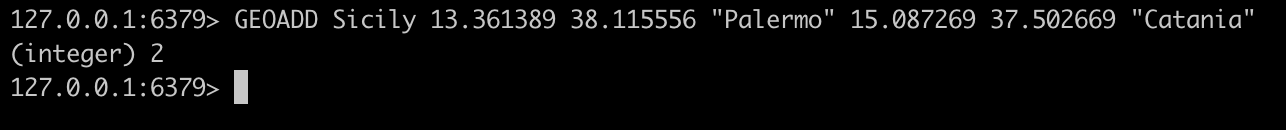 127.0.0.1:6379> GEOADD Sicily 13.361389 38.115556 "Palermo" 15.087269 37.502669 "Catania"
(integer) 2
127.0.0.1:6379>